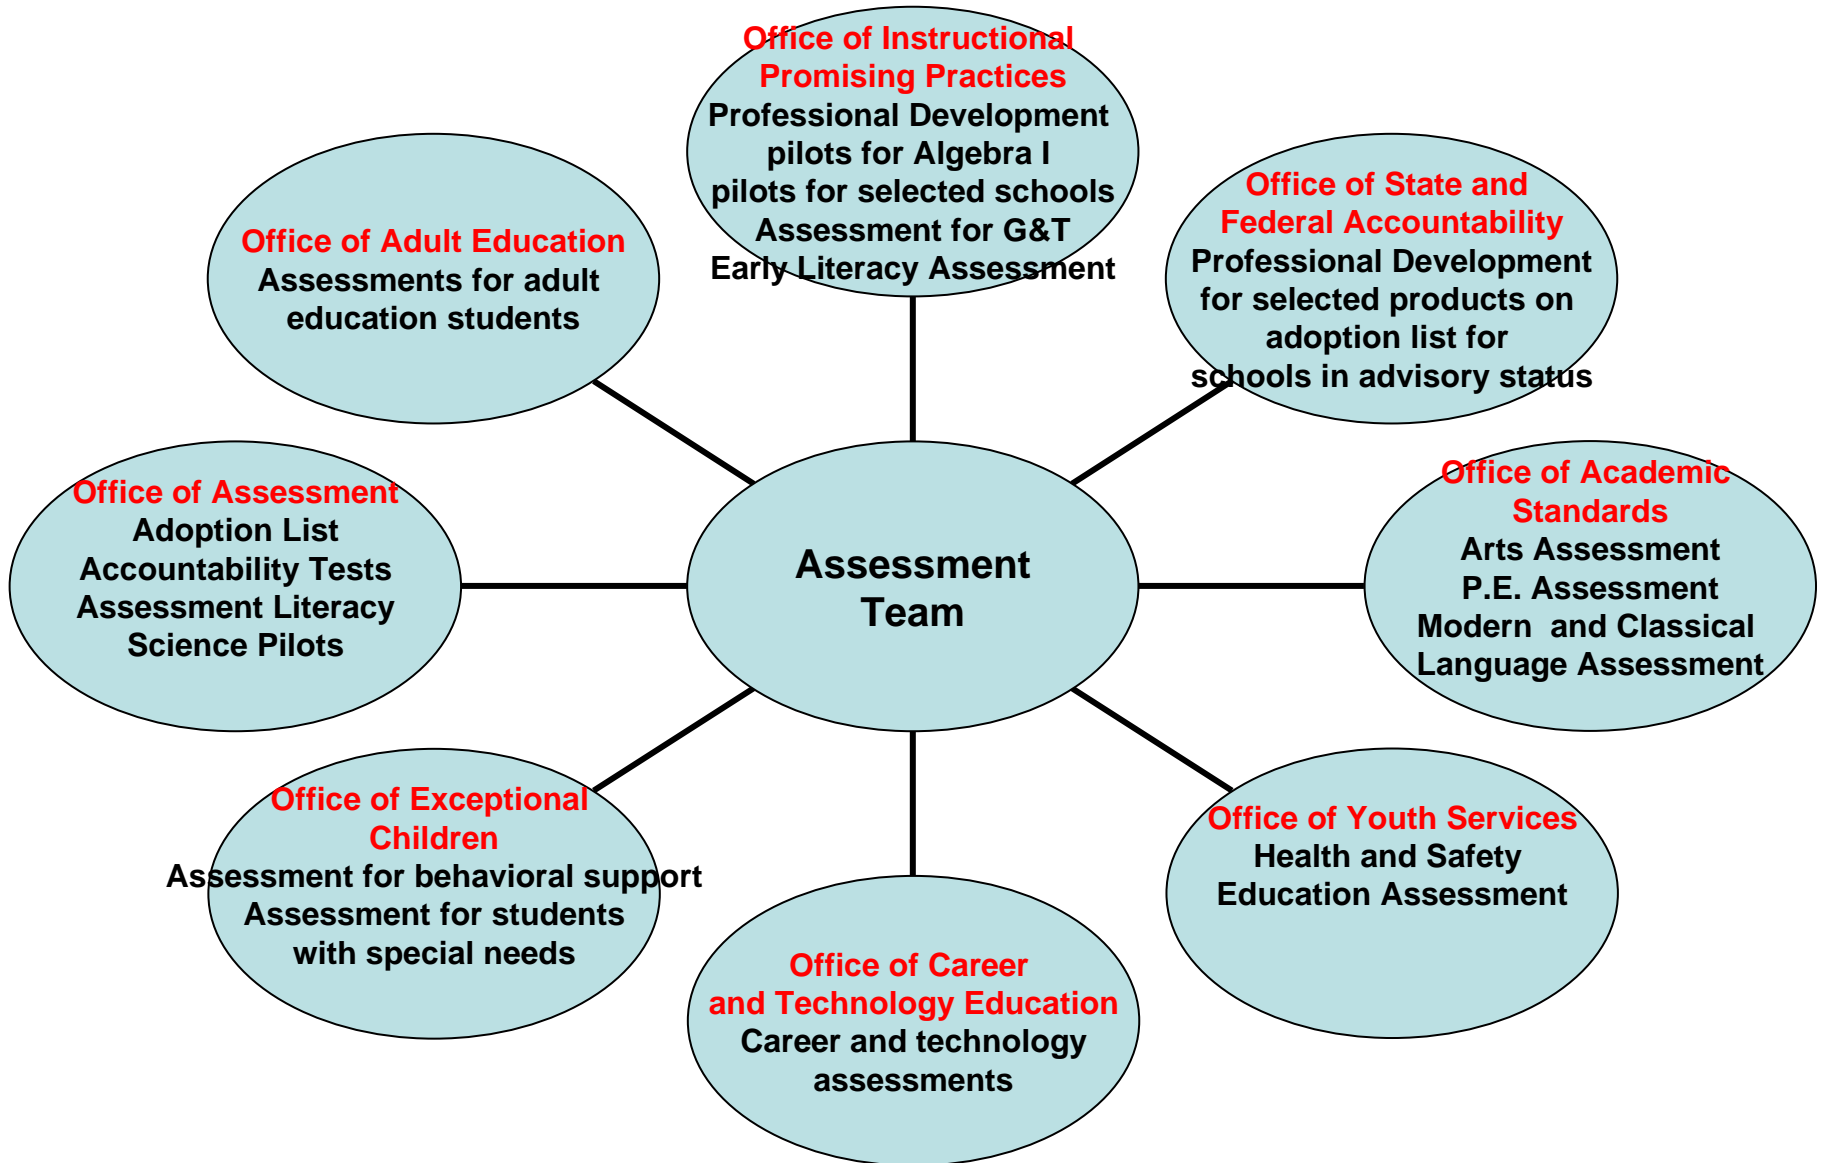 Office of Instructional
Promising Practices
Professional Development
pilots for Algebra I
pilots for selected schools
Assessment for G&T
Early Literacy Assessment
Office of State and
Federal Accountability
Professional Development
for selected products on
adoption list for
schools in advisory status
Office of Adult Education
Assessments for adult
education students
Office of Assessment
Adoption List
Accountability Tests
Assessment Literacy
Science Pilots
Assessment
Team
Office of Academic
Standards
Arts Assessment
P.E. Assessment
Modern  and Classical
Language Assessment
Office of Exceptional
Children
Assessment for behavioral support
Assessment for students
with special needs
Office of Career
and Technology Education
Career and technology
assessments
Office of Youth Services
Health and Safety
Education Assessment